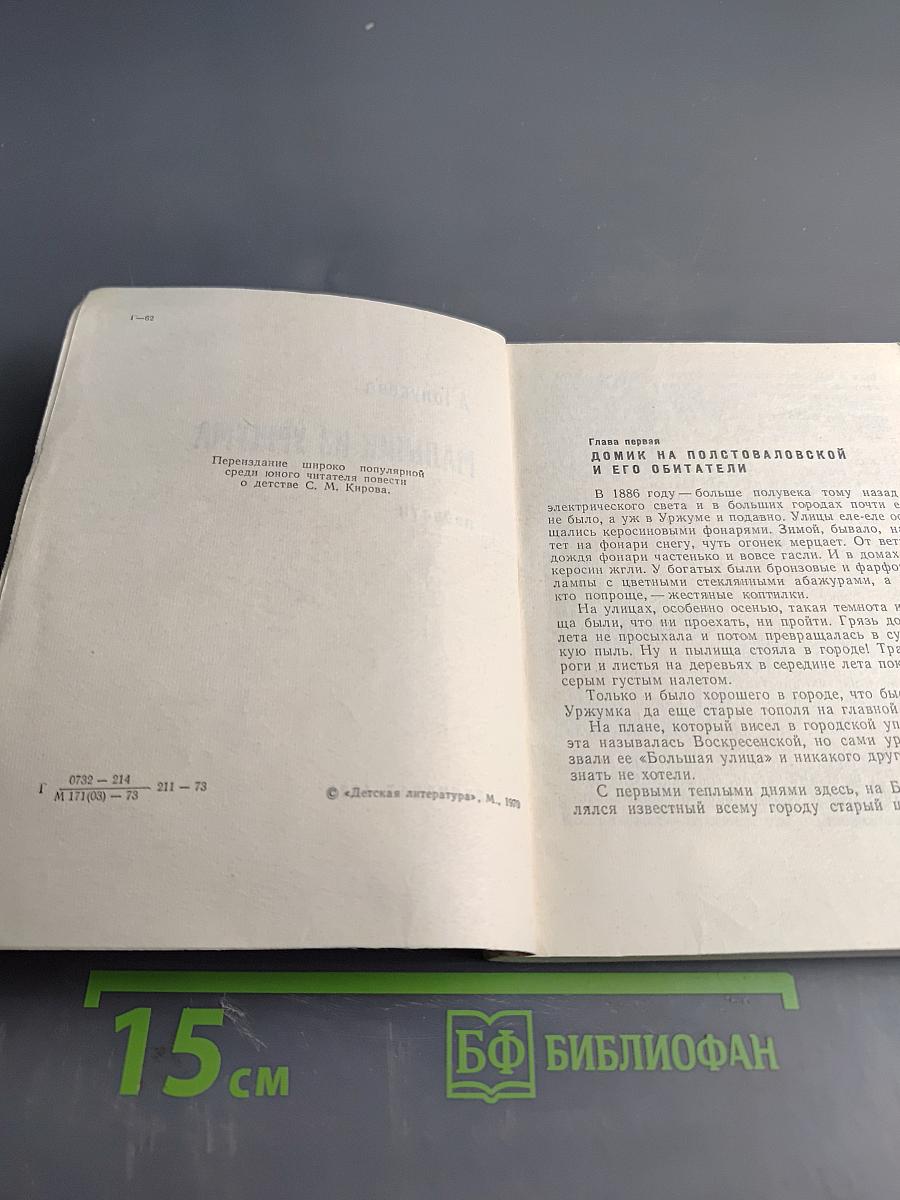 Г—62
Переиздание широко популярной
среди юного читателя повести
о детстве С. М. Кирова.
Г 0732 — 214
М 171(03) — 73 211 — 73
© «Детская литература», М., 1970
Глава первая
ДОМИК НА ПОЛСТОВАЛОВСКОЙ
И ЕГО ОБИТАТЕЛИ
В 1886 году — больше полувека тому назад
электрического света и в больших городах почти
не было, а уж в Уржуме и подавно. Улицы еле-еле
щались керосиновыми фонарями. Зимой, бывало,
тет на фонари снегу, чуть огонек мерцает. От
дождя фонари частенько и вовсе гасли. И в домах
керосин жгли. У богатых были бронзовые и
лампы с цветными стеклянными абажурами, а
кто попроще, — жестяные коптилки.
На улицах, особенно осенью, такая темнота и
ща были, что ни проехать, ни пройти. Грязь до
лета не просыхала и потом превращалась в
кую пыль. Ну и пылища стояла в городе!
роги и листья на деревьях в середине лета
серым густым налетом.
Только и было хорошего в городе, что
Уржумка да еще старые тополя на главной
На плане, который висел в городской
эта называлась Воскресенской, но сами
звали ее «Большая улица» и никакого
знать не хотели.
С первыми теплыми днями здесь, на
лялся известный всему городу старый
15 см
БФ БИБЛИОФАН